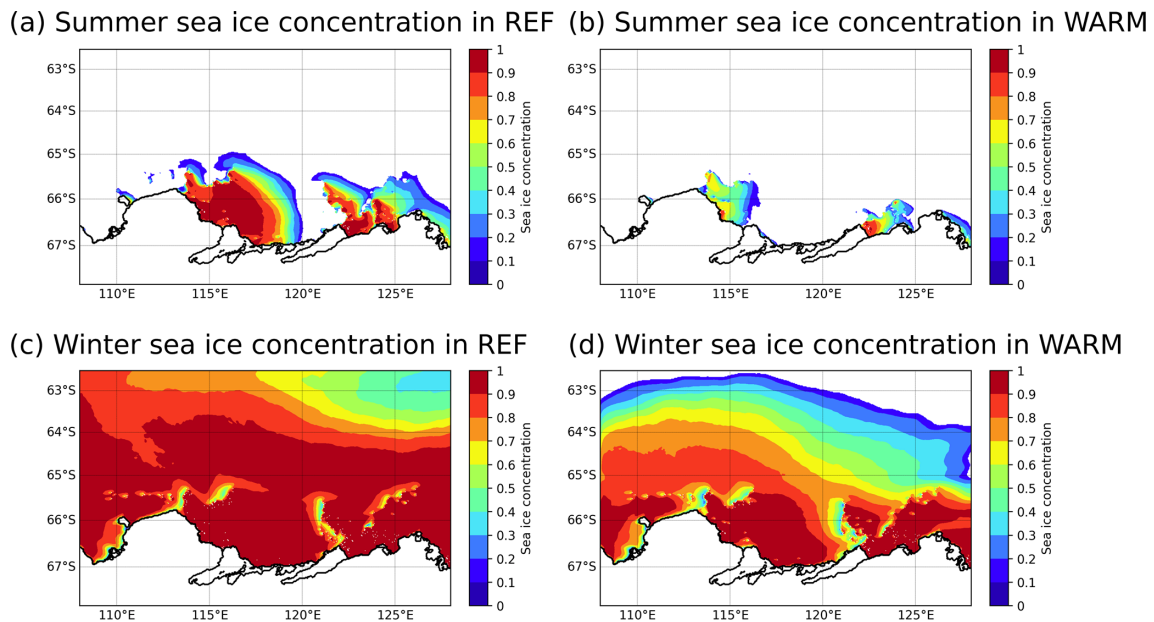 (a) Summer sea ice concentration in REF
(b) Summer sea ice concentration in WARM
63°S
64°S
65°S
66°S
67°S
110°E
115°E
120°E
125°E
1
0.9
0.8
0.7
0.6
0.5
0.4
0.3
0.2
0.1
0
Sea ice concentration
63°S
64°S
65°S
66°S
67°S
110°E
115°E
120°E
125°E
1
0.9
0.8
0.7
0.6
0.5
0.4
0.3
0.2
0.1
0
Sea ice concentration
(c) Winter sea ice concentration in REF
(d) Winter sea ice concentration in WARM
63°S
64°S
65°S
66°S
67°S
110°E
115°E
120°E
125°E
1
0.9
0.8
0.7
0.6
0.5
0.4
0.3
0.2
0.1
0
Sea ice concentration
63°S
64°S
65°S
66°S
67°S
110°E
115°E
120°E
125°E
1
0.9
0.8
0.7
0.6
0.5
0.4
0.3
0.2
0.1
0
Sea ice concentration